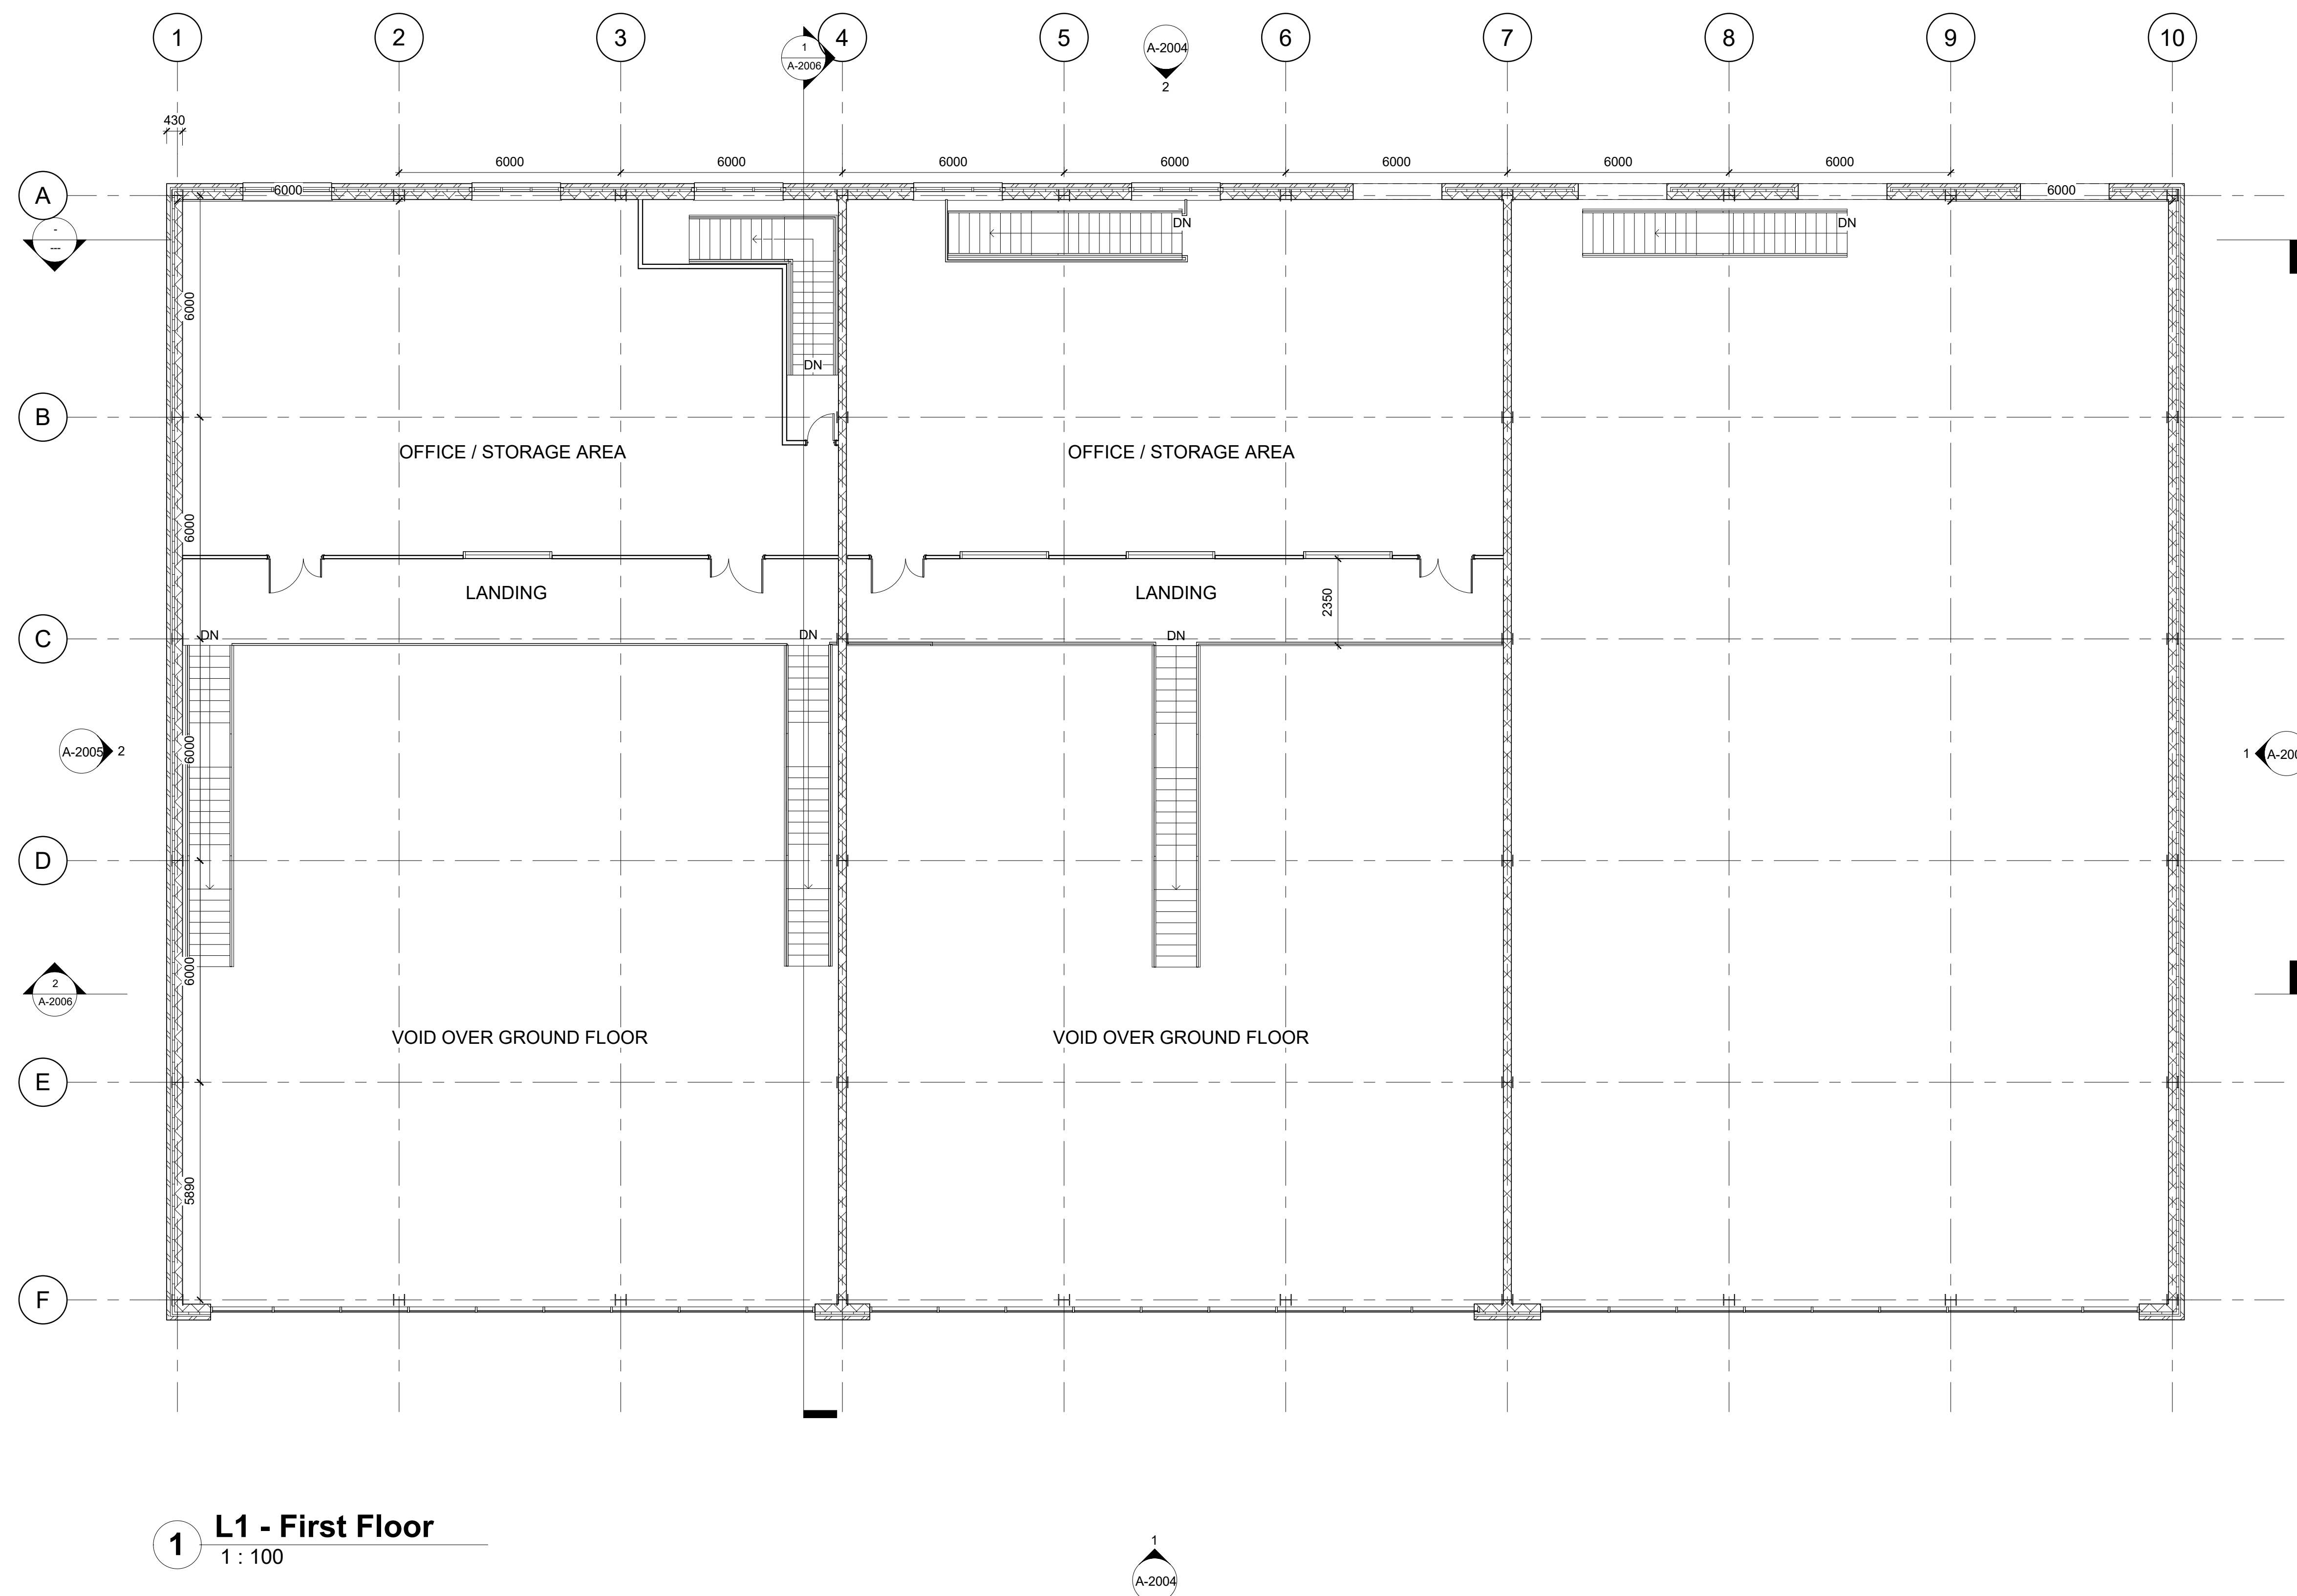 1 2 3 4 5 6 7 8 9 10
1
A-2006
A-2004
2
430
6000 6000 6000 6000 6000 6000 6000
A
6000
6000
-
---
DN
DN
6000
DN
B
OFFICE / STORAGE AREA
OFFICE / STORAGE AREA
6000
LANDING
LANDING
2350
C
DN
DN
DN
A-2005 2
6000
1
D
6000
2
A-2006
VOID OVER GROUND FLOOR
VOID OVER GROUND FLOOR
E
5890
F
1
L1 - First Floor
1 : 100
1
A-2004